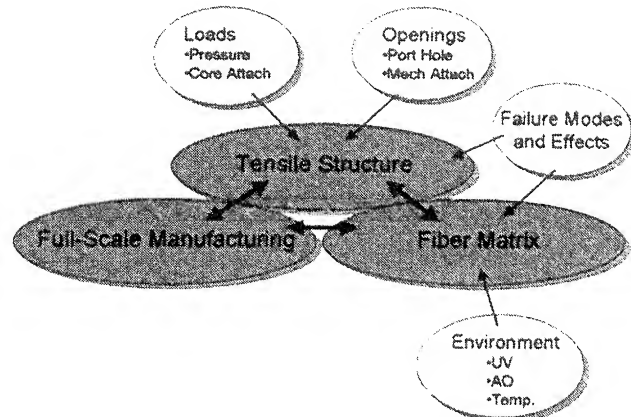 Loads
•Pressure
•Core Attach
Openings
•Port Hole
•Mech Attach
Failure Modes
and Effects
Tensile Structure
Full-Scale Manufacturing
Fiber Matrix
Environment
•UV
•AO
•Temp.